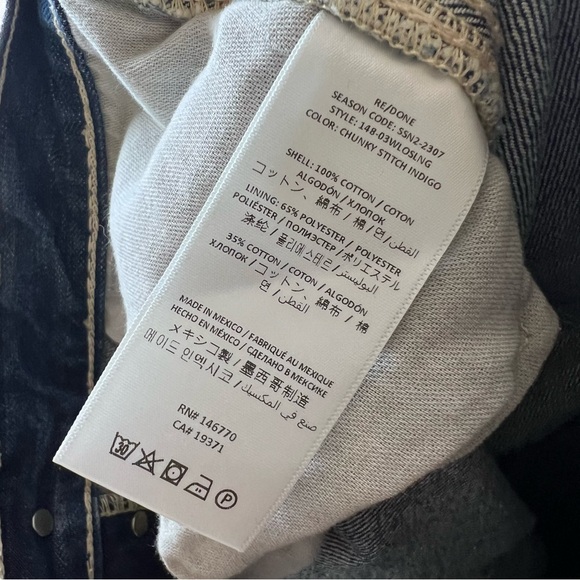 RE/DONE
SEASON CODE: SSN2-2307
STYLE: 148-03WLOSLNG
COLOR: CHUNKY STITCH INDIGO
SHELL: 100% COTTON / COTON
ALGODÓN / ХЛОПОК
コットン、綿布 / 棉 / 면 / القطن
LINING: 65% POLYESTER / POLYESTER
POLIÉSTER / ПОЛИЭСТЕР / ポリエステル
涤纶 / 폴리에스테르 / البوليستر
35% COTTON / COTON / ALGODÓN
ХЛОПОК / コットン、綿布 / 棉
면 / القطن
MADE IN MEXICO / FABRIQUÉ AU MEXIQUE
HECHO EN MÉXICO / СДЕЛАНО В МЕКСИКЕ
メキシコ製 / 墨西哥制造
메이드 인 멕시코 / صنع في المكسيك
RN# 146770
CA# 19371
30 P